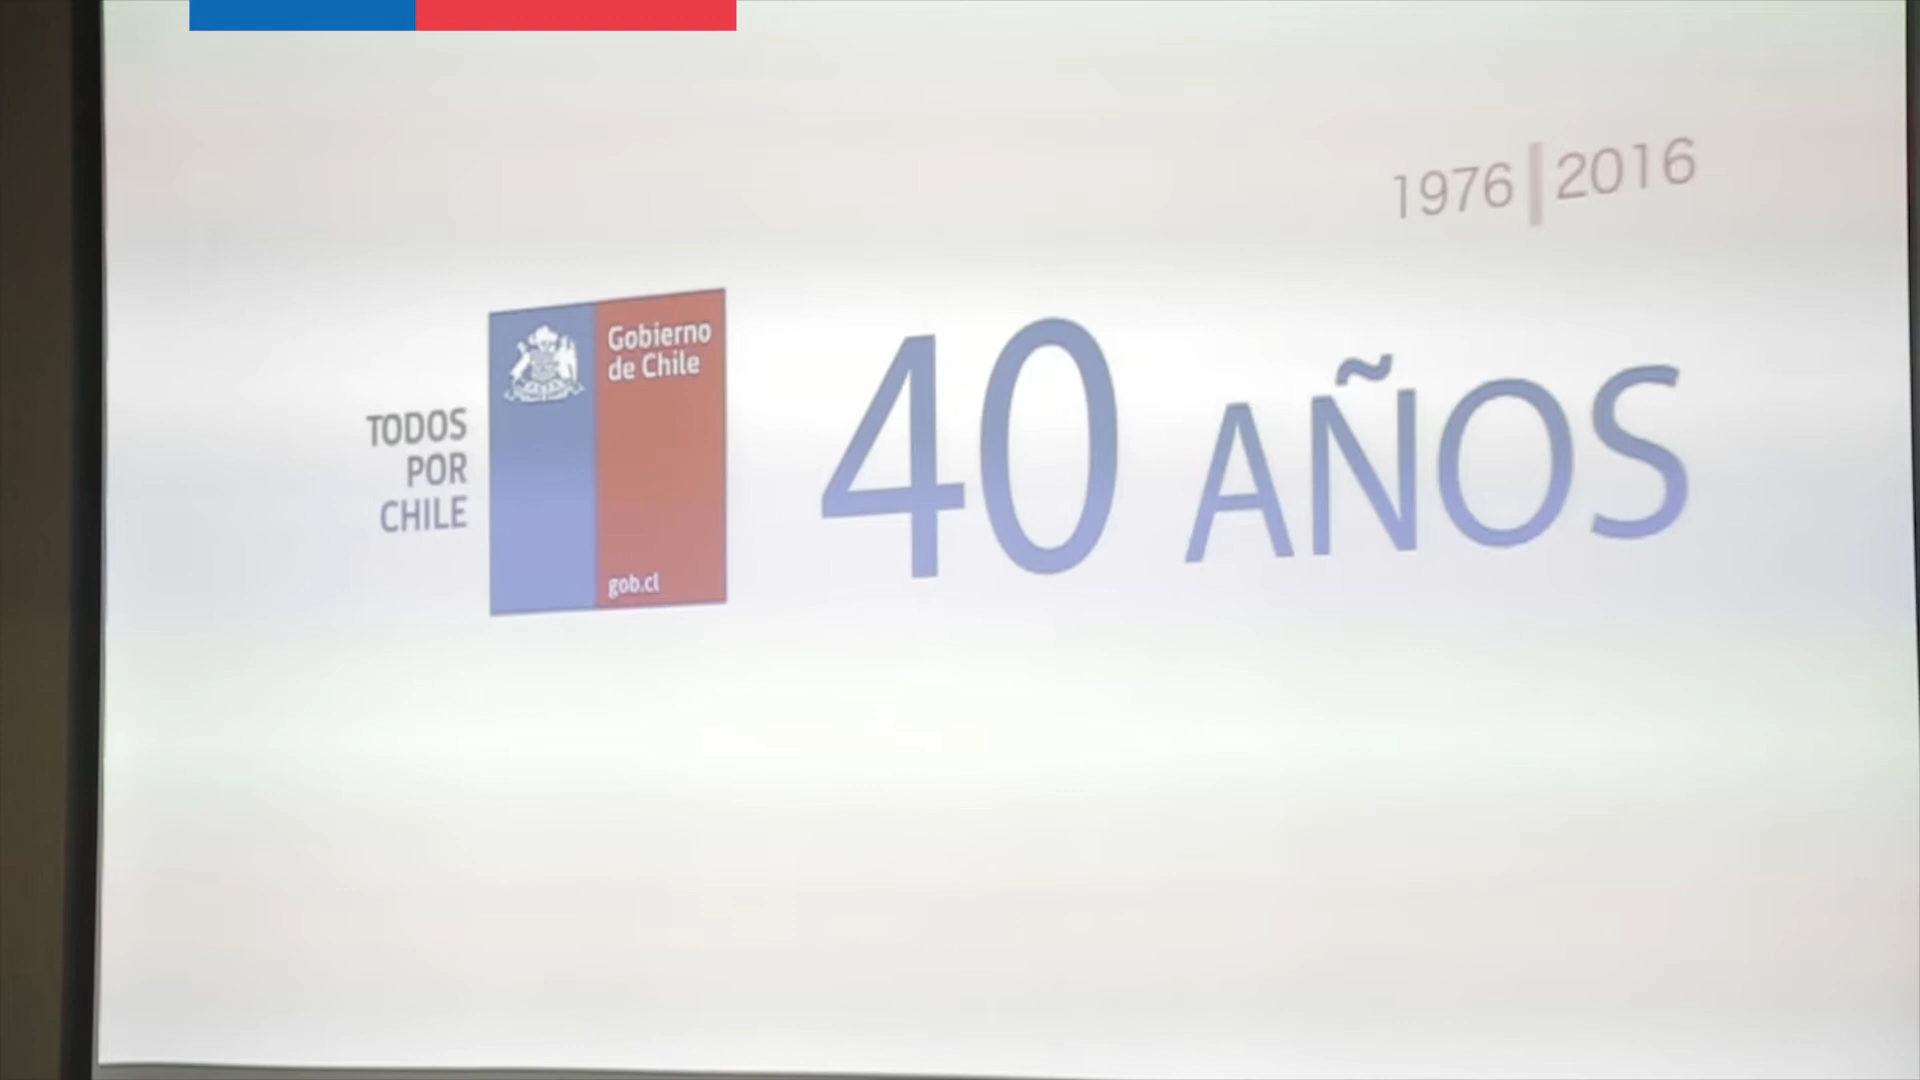 1976|2016
TODOS
POR
CHILE
Gobierno
de Chile
gob.cl
40 AÑOS